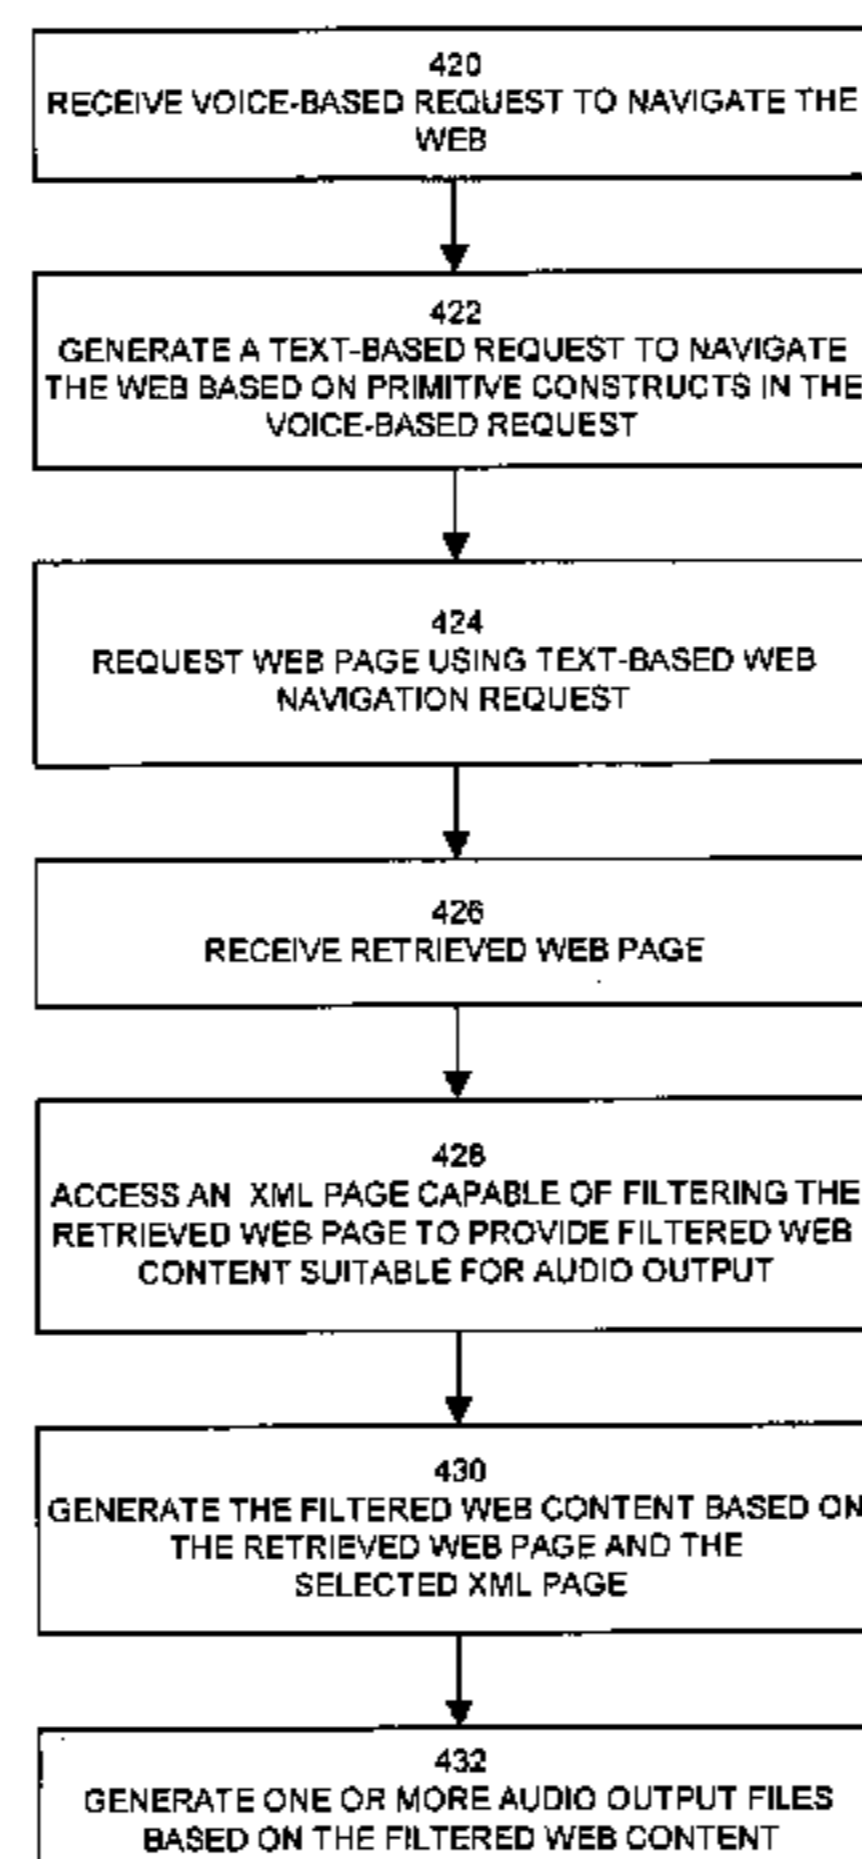 420
RECEIVE VOICE-BASED REQUEST TO NAVIGATE THE
WEB
422
GENERATE A TEXT-BASED REQUEST TO NAVIGATE
THE WEB BASED ON PRIMITIVE CONSTRUCTS IN THE
VOICE-BASED REQUEST
424
REQUEST WEB PAGE USING TEXT-BASED WEB
NAVIGATION REQUEST
426
RECEIVE RETRIEVED WEB PAGE
428
ACCESS AN XML PAGE CAPABLE OF FILTERING THE
RETRIEVED WEB PAGE TO PROVIDE FILTERED WEB
CONTENT SUITABLE FOR AUDIO OUTPUT
430
GENERATE THE FILTERED WEB CONTENT BASED ON
THE RETRIEVED WEB PAGE AND THE
SELECTED XML PAGE
432
GENERATE ONE OR MORE AUDIO OUTPUT FILES
BASED ON THE FILTERED WEB CONTENT